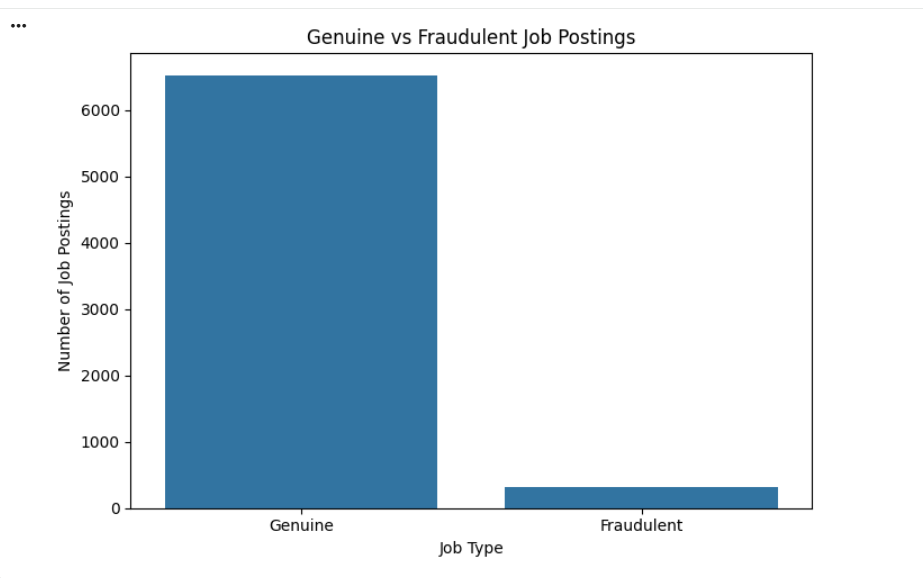 ...
Genuine vs Fraudulent Job Postings
Number of Job Postings
6000
5000
4000
3000
2000
1000
0
Genuine Fraudulent
Job Type